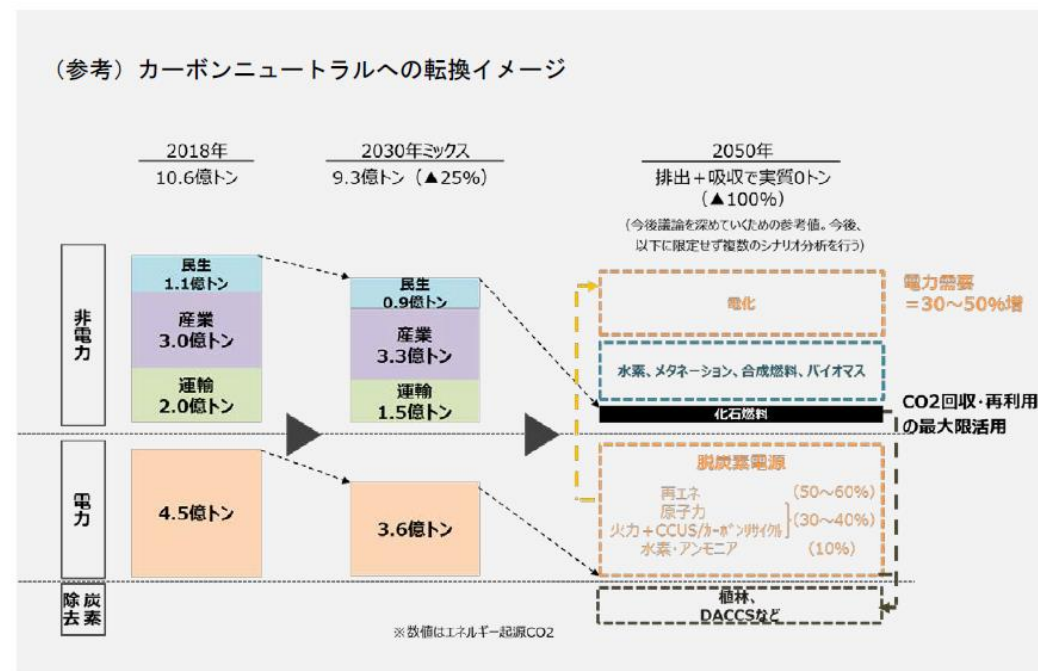 （参考）カーボンニュートラルへの転換イメージ
2018年
10.6億トン
2030年ミックス
9.3億トン（▲25%）
2050年
排出＋吸収で実質0トン
（▲100%）
（今後議論を深めていくための参考値。今後、
以下に限定せず複数のシナリオ分析を行う）
非電力
民生
1.1億トン
産業
3.0億トン
運輸
2.0億トン
民生
0.9億トン
産業
3.3億トン
運輸
1.5億トン
電化
電力需要
＝30～50%増
水素、メタネーション、合成燃料、バイオマス
化石燃料
CO2回収・再利用
の最大限活用
電力
4.5億トン
3.6億トン
脱炭素電源
再エネ （50～60%）
原子力
火力＋CCUS/カーボンリサイクル （30～40%）
水素・アンモニア （10%）
炭素除去
植林、
DACCSなど
※数値はエネルギー起源CO2